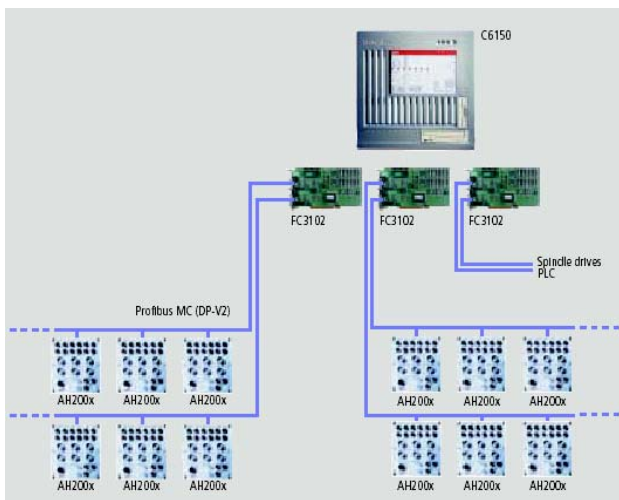 C6150
FC3102 FC3102 FC3102
Spindle drives
PLC
Profibus MC (DP-V2)
AH200x AH200x AH200x AH200x AH200x AH200x
AH200x AH200x AH200x AH200x AH200x AH200x